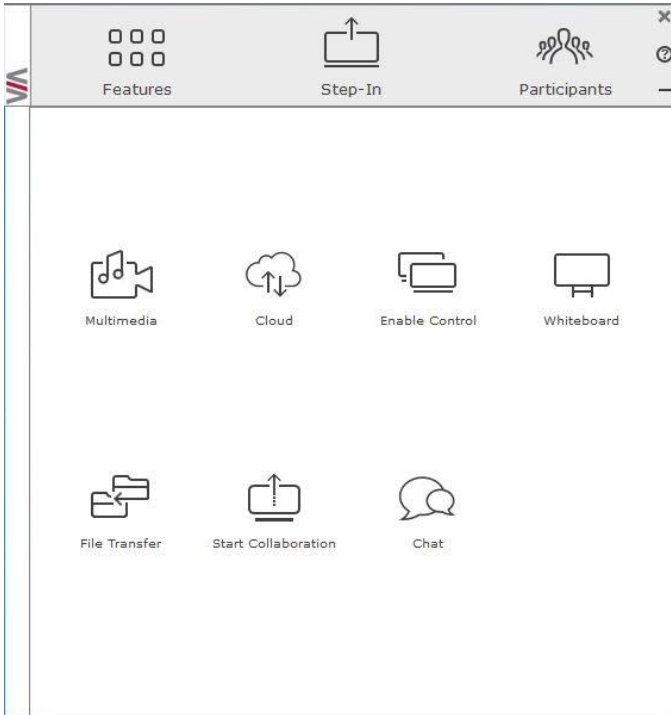 Features Step-In Participants
Multimedia Cloud Enable Control Whiteboard
File Transfer Start Collaboration Chat